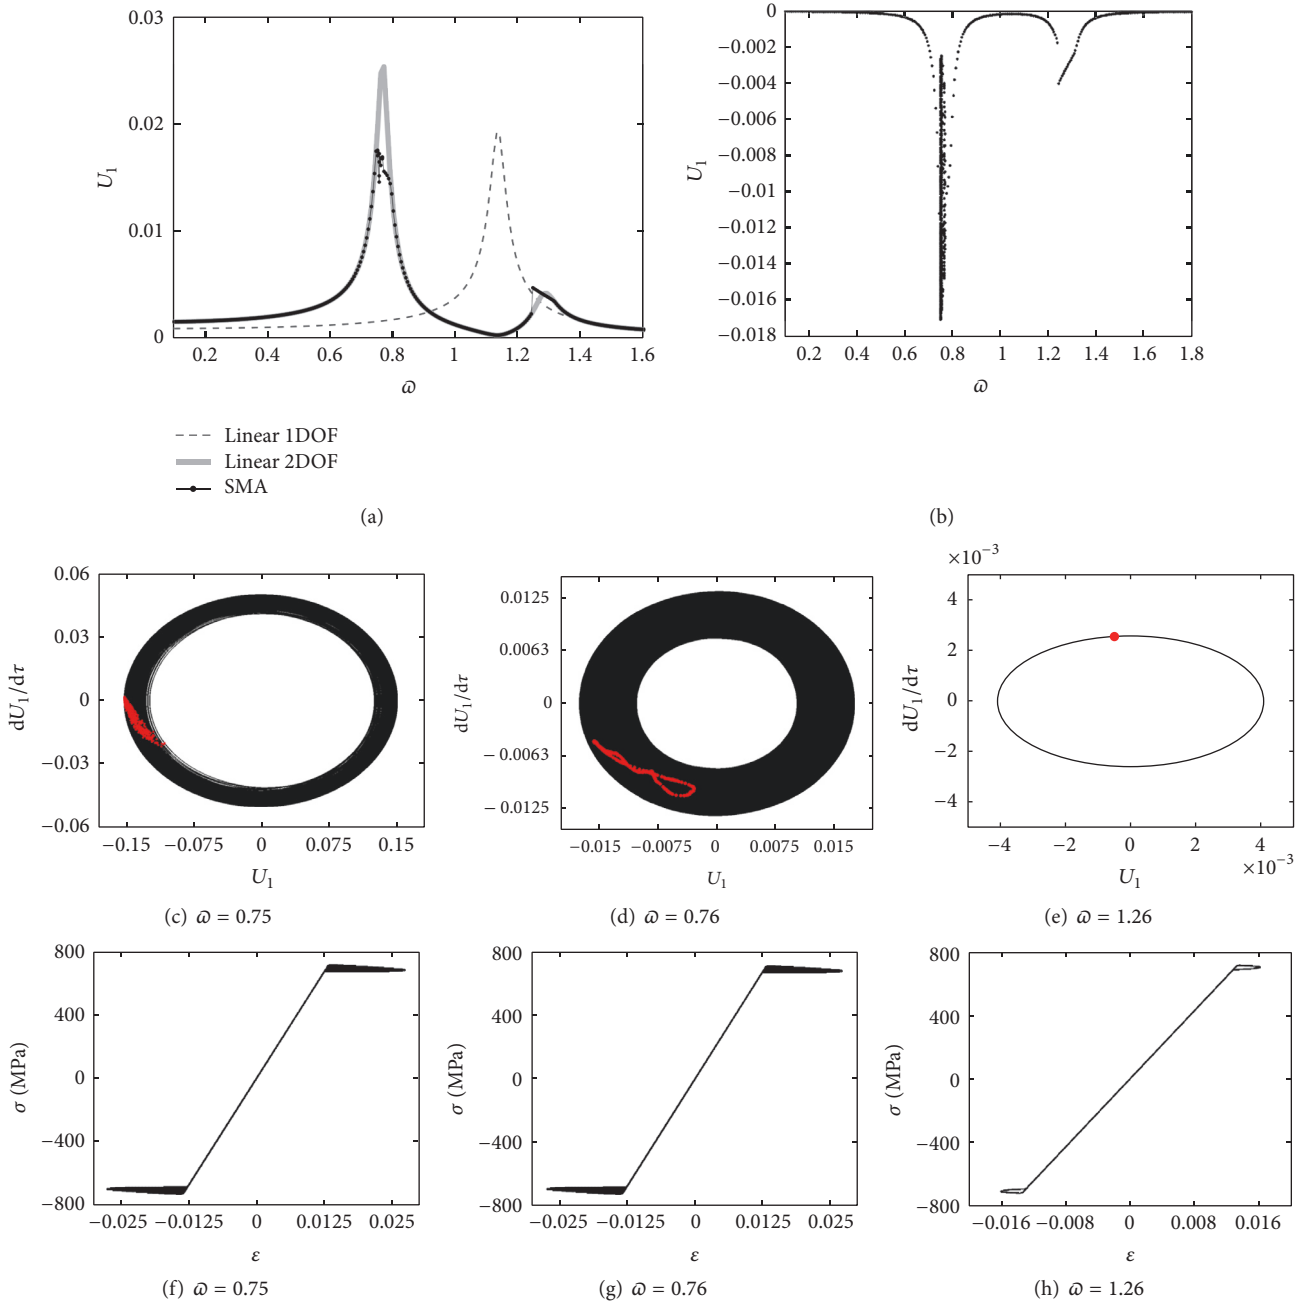 0.03
0.02
0.01
0
U1
0.2 0.4 0.6 0.8 1 1.2 1.4 1.6
ϖ
Linear 1DOF
Linear 2DOF
SMA
(a)
0
−0.002
−0.004
−0.006
−0.008
−0.01
−0.012
−0.014
−0.016
−0.018
U1
0.2 0.4 0.6 0.8 1 1.2 1.4 1.6 1.8
ϖ
(b)
0.06
0.03
0
−0.03
−0.06
dU1/dτ
−0.15 −0.075 0 0.075 0.15
U1
(c) ϖ = 0.75
0.0125
0.0063
0
−0.0063
−0.0125
dU1/dτ
−0.015 −0.0075 0 0.0075 0.015
U1
(d) ϖ = 0.76
×10−3
4
2
0
−2
−4
dU1/dτ
−4 −2 0 2 4
×10−3
U1
(e) ϖ = 1.26
800
400
0
−400
−800
σ (MPa)
−0.025 −0.0125 0 0.0125 0.025
ε
(f) ϖ = 0.75
800
400
0
−400
−800
σ (MPa)
−0.025 −0.0125 0 0.0125 0.025
ε
(g) ϖ = 0.76
800
400
0
−400
−800
σ (MPa)
−0.016 −0.008 0 0.008 0.016
ε
(h) ϖ = 1.26